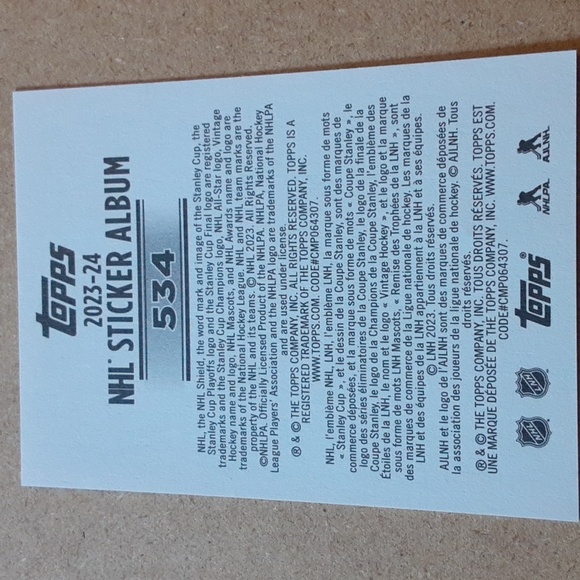 TOPPS
2023-24
NHL® STICKER ALBUM
534
NHL, the NHL Shield, the word mark and image of the Stanley Cup, the
Stanley Cup Playoffs logo and the Stanley Cup Final logo are registered
trademarks and the Stanley Cup Champions logo, NHL All-Star logo, Vintage
Hockey name and logo, NHL Mascots, and NHL Awards name and logo are
trademarks of the National Hockey League. NHL and NHL team marks are the
property of the NHL and its teams. © NHL 2023. All Rights Reserved.
©NHLPA. Officially Licensed Product of the NHLPA. NHLPA, National Hockey
League Players' Association and the NHLPA logo are trademarks of the NHLPA
and are used under license.
® & © THE TOPPS COMPANY, INC. ALL RIGHTS RESERVED. TOPPS IS A
REGISTERED TRADEMARK OF THE TOPPS COMPANY, INC.
WWW.TOPPS.COM. CODE#CMP064307.
NHL, l'emblème NHL, LNH, l'emblème LNH, la marque sous forme de mots
« Stanley Cup », et le dessin de la Coupe Stanley, sont des marques de
commerce déposées, et la marque sous forme de mots « Coupe Stanley », le
logo des séries éliminatoires de la Coupe Stanley, le logo de la finale de la
Coupe Stanley, le logo de la Champions de la Coupe Stanley, l'emblème des
Étoiles de la LNH, le nom et le logo « Vintage Hockey », et le logo et la marque
sous forme de mots LNH Mascots, « Remise des Trophées de la LNH », sont
des marques de commerce de la Ligue nationale de hockey. Les marques de la
LNH et des équipes de la LNH appartiennent à la LNH et à ses équipes.
© LNH 2023. Tous droits réservés.
AJLNH et le logo de l'AJLNH sont des marques de commerce déposées de
la association des joueurs de la ligue nationale de hockey. © AJLNH. Tous
droits réservés.
® & © THE TOPPS COMPANY, INC TOUS DROITS RÉSERVÉS. TOPPS EST
UNE MARQUE DÉPOSÉE DE THE TOPPS COMPANY, INC. WWW.TOPPS.COM.
CODE#CMP064307.
NHL
NHL
TOPPS®
NHLPA
AJLNH